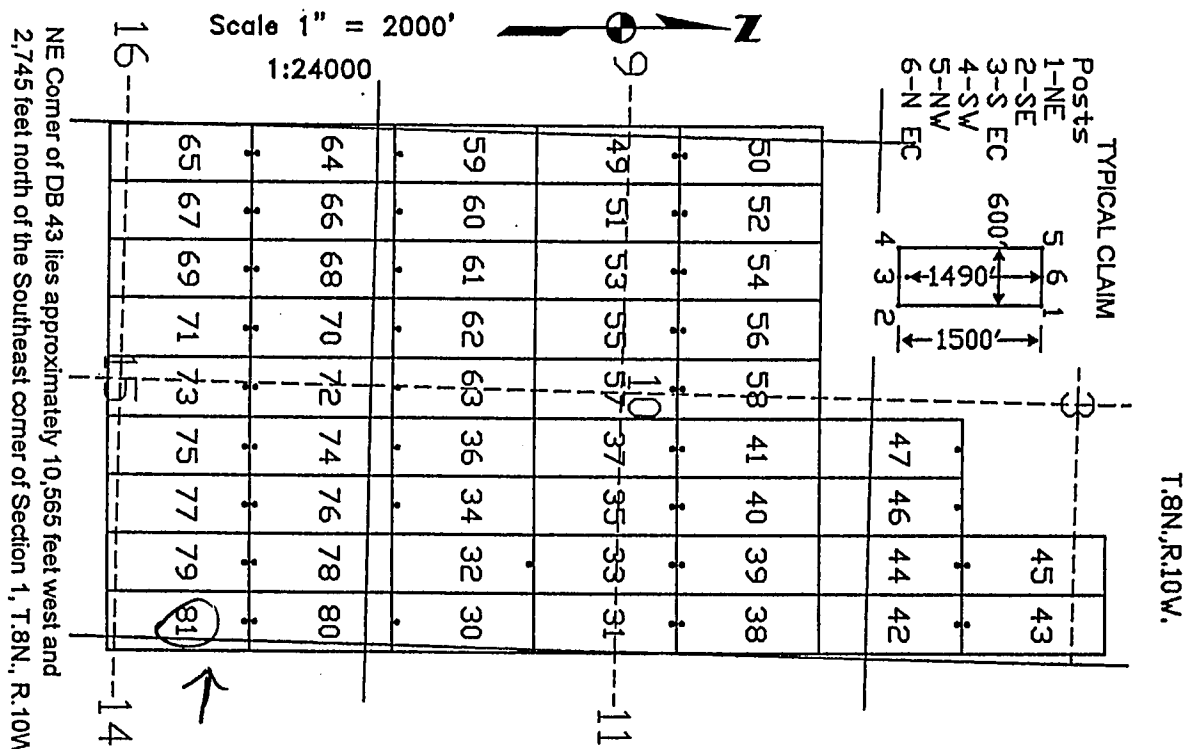 T.8N.,R.10W.
TYPICAL CLAIM
Posts
1-NE
2-SE
3-S EC
4-SW
5-NW
6-N EC
5 6 1
600'
1490'
1500'
4 3 2
Scale 1" = 2000'
1:24000
Z
3
45 43
47 46 44 42
50 52 54 56 58 41 40 39 38
9 10 11
49 51 53 55 57 37 35 33 31
59 60 61 62 63 36 34 32 30
64 66 68 70 72 74 76 78 80
65 67 69 71 73 75 77 79 81
16 15 14
NE Corner of DB 43 lies approximately 10,565 feet west and
2,745 feet north of the Southeast corner of Section 1, T.8N., R.10W